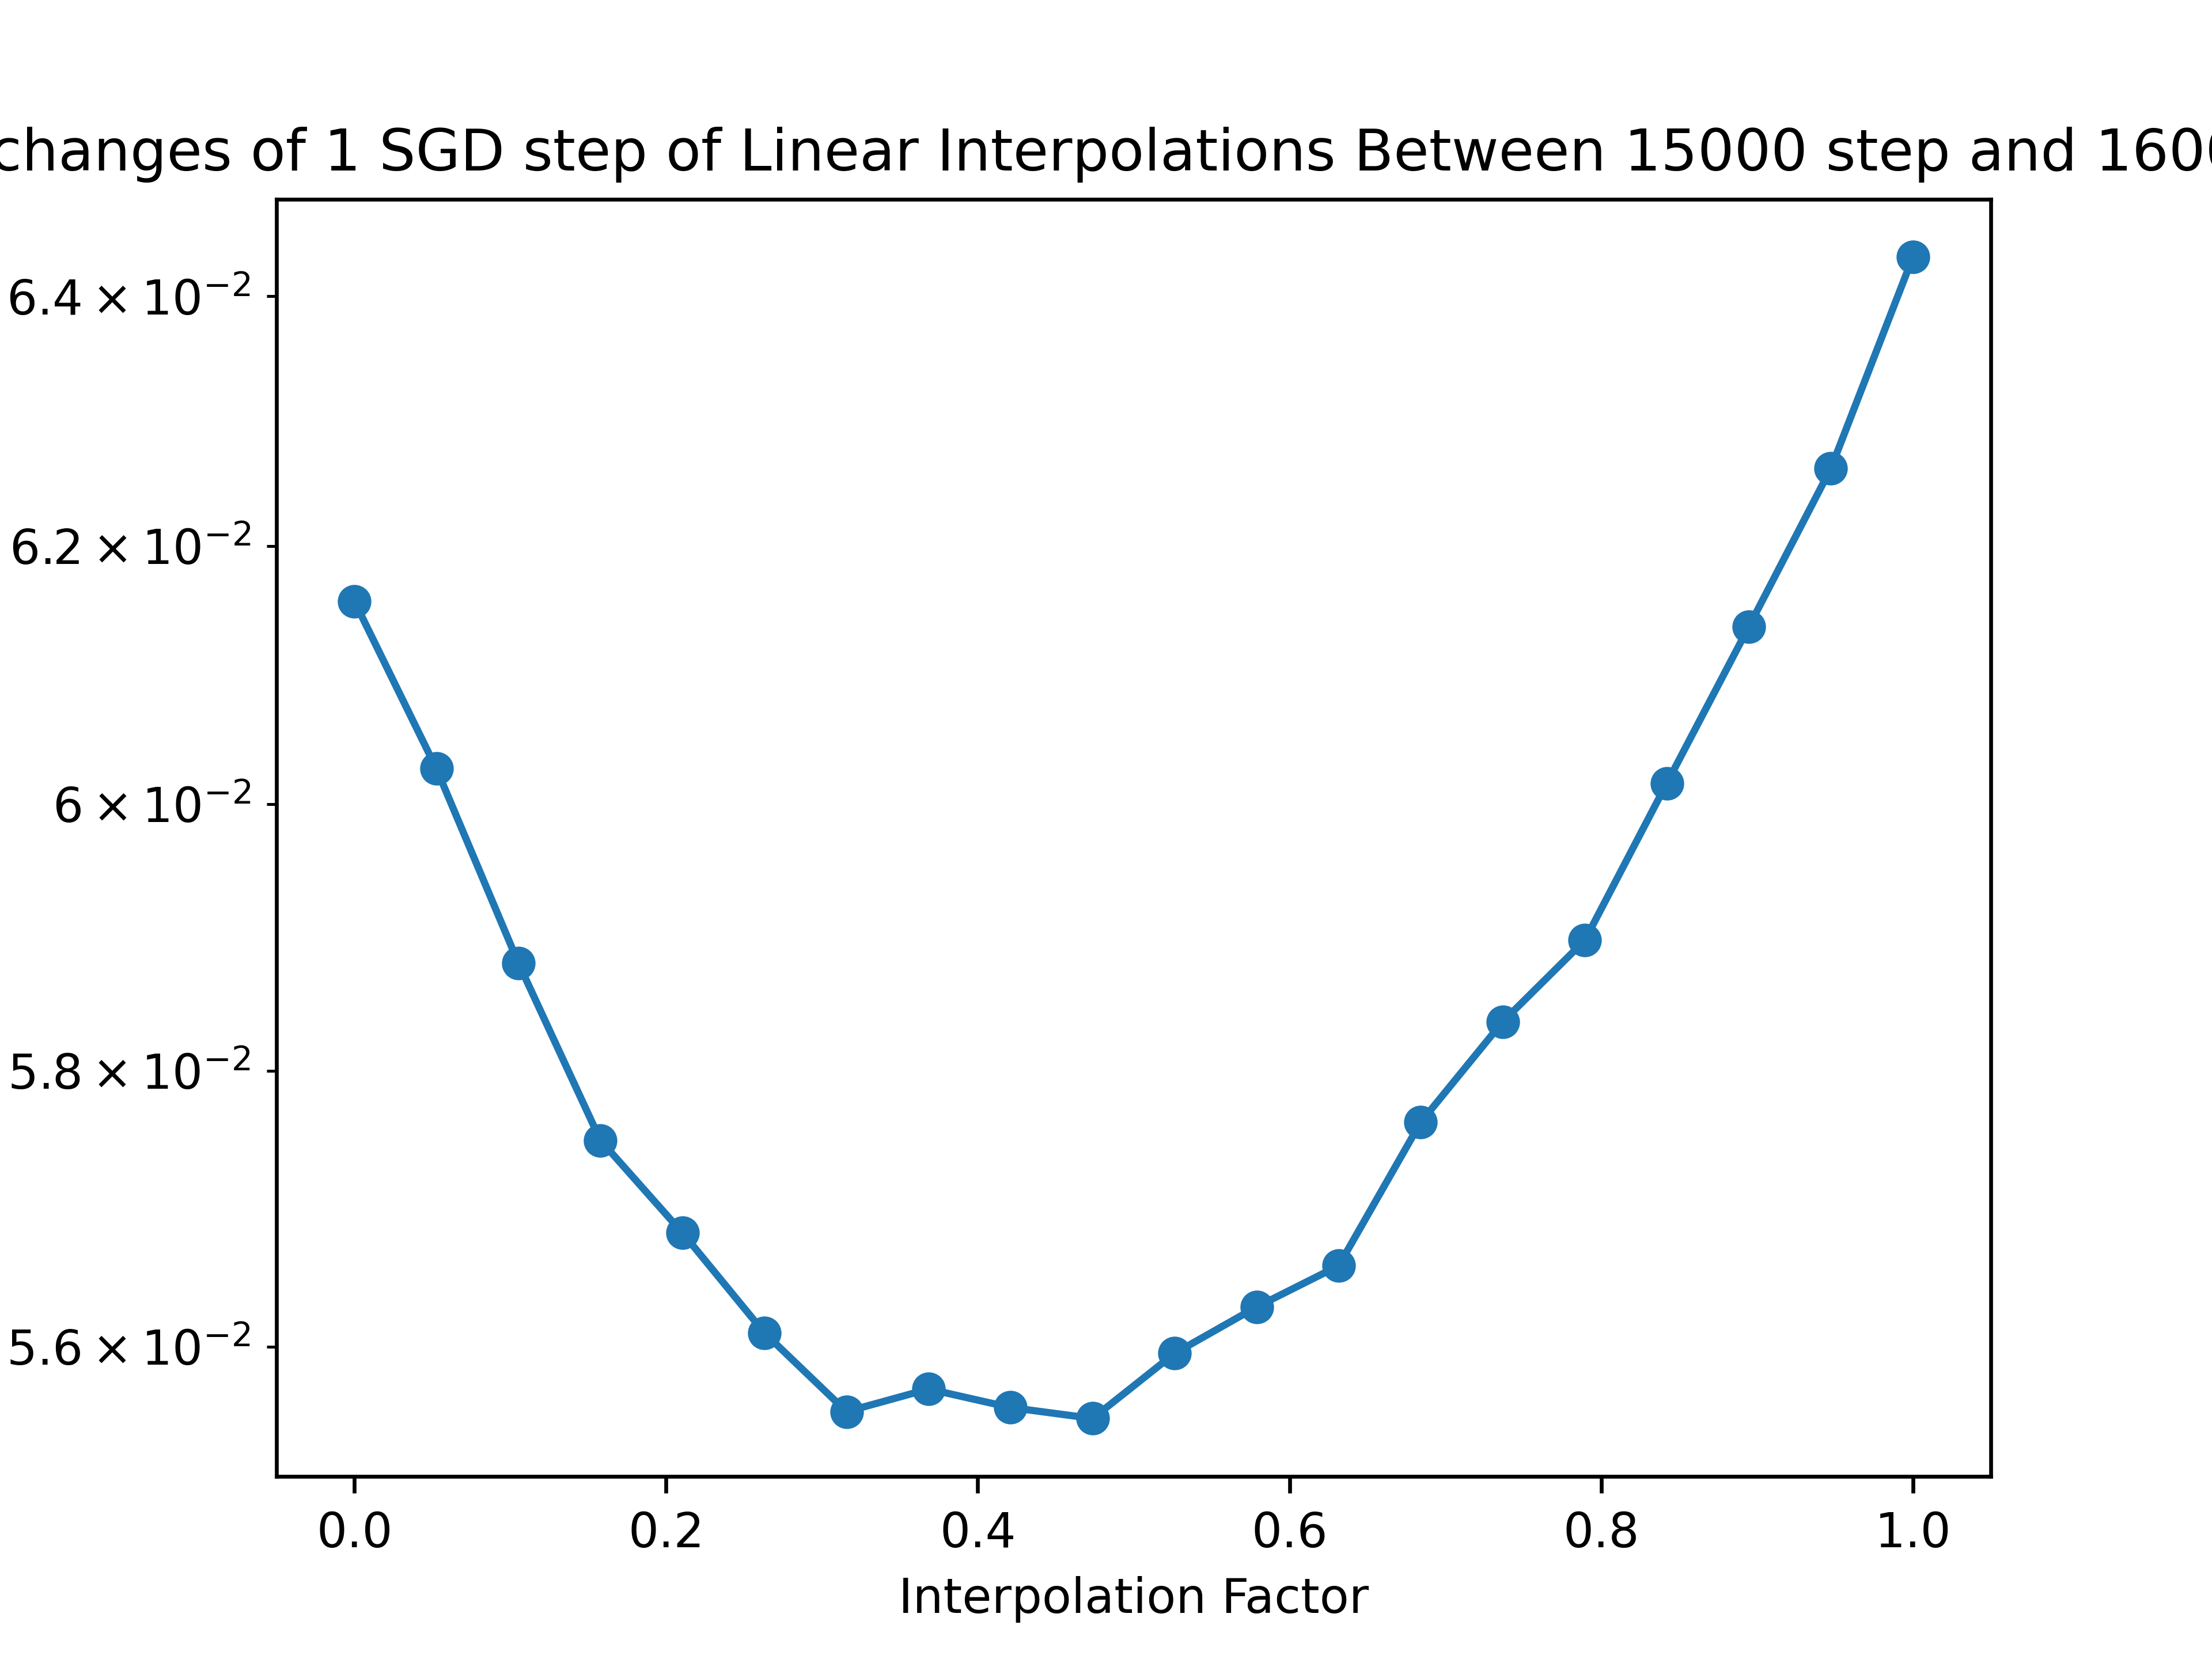 changes of 1 SGD step of Linear Interpolations Between 15000 step and
6.4 × 10⁻²
6.2 × 10⁻²
6 × 10⁻²
5.8 × 10⁻²
5.6 × 10⁻²
0.0 0.2 0.4 0.6 0.8 1.0
Interpolation Factor